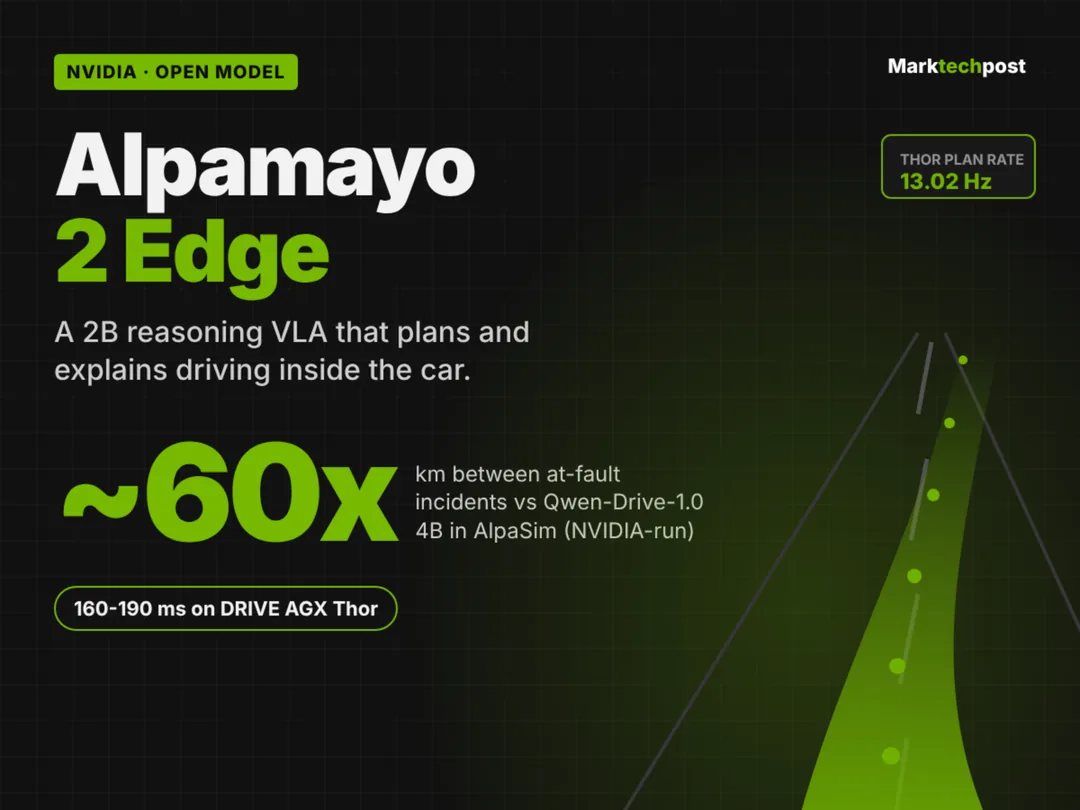 NVIDIA · OPEN MODEL
Marktechpost
Alpamayo
2 Edge
THOR PLAN RATE
13.02 Hz
A 2B reasoning VLA that plans and
explains driving inside the car.
~60x
km between at-fault
incidents vs Qwen-Drive-1.0
4B in AlpaSim (NVIDIA-run)
160-190 ms on DRIVE AGX Thor